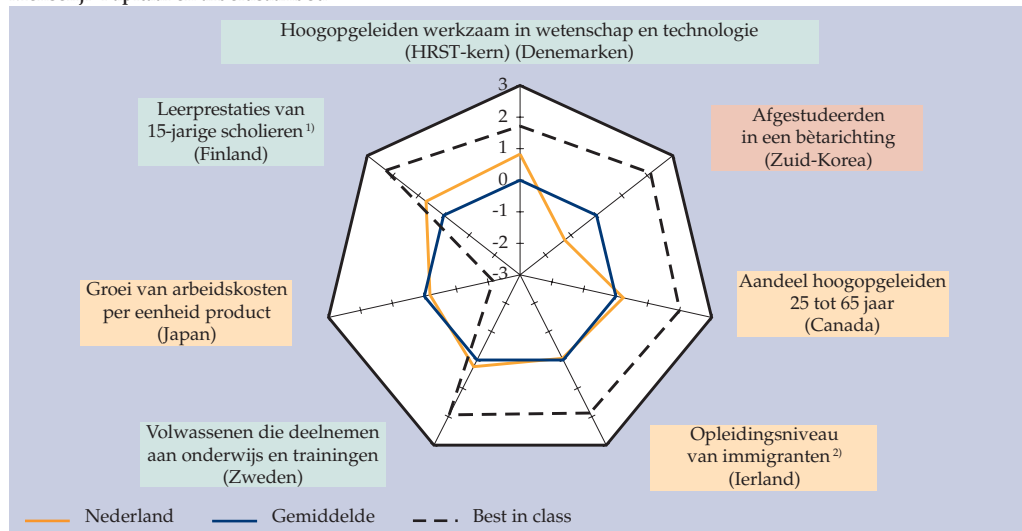 Hoogopgeleiden werkzaam in wetenschap en technologie
(HRST-kern) (Denemarken)
Leerprestaties van
15-jarige scholieren 1)
(Finland)
Afgestudeerden
in een bètarichting
(Zuid-Korea)
3
2
1
0
-1
-2
-3
Groei van arbeidskosten
per eenheid product
(Japan)
Aandeel hoogopgeleiden
25 tot 65 jaar
(Canada)
Volwassenen die deelnemen
aan onderwijs en trainingen
(Zweden)
Opleidingsniveau
van immigranten 2)
(Ierland)
Nederland Gemiddelde Best in class